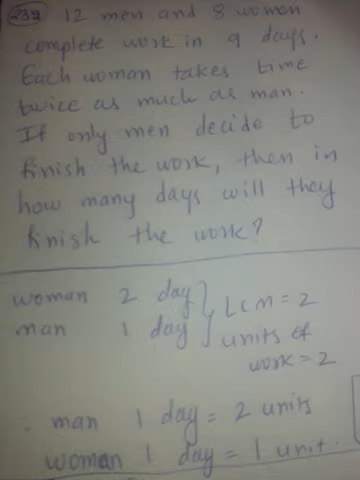 239 12 men and 8 women
complete work in 9 days.
Each woman takes time
twice as much as man.
If only men decide to
finish the work, then in
how many days will they
finish the work?
woman 2 day
man 1 day
LCM = 2
units of
work = 2
man 1 day = 2 units
woman 1 day = 1 unit.